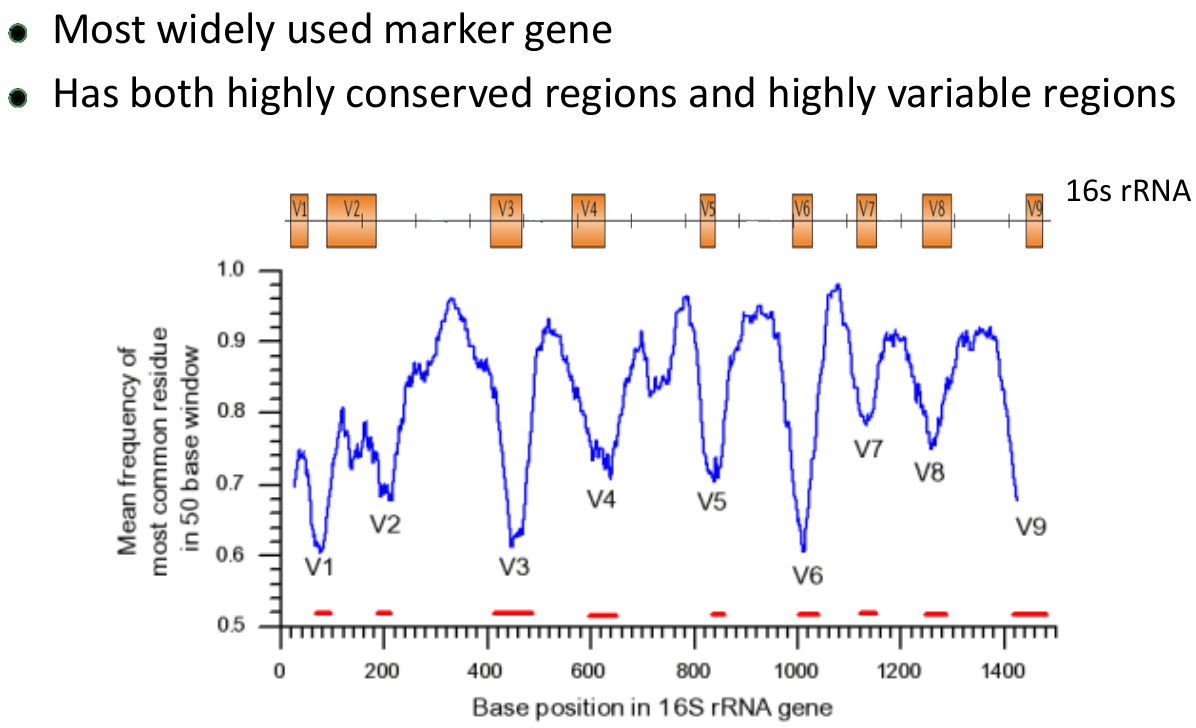 Most widely used marker gene
Has both highly conserved regions and highly variable regions
16s rRNA
V1 V2 V3 V4 V5 V6 V7 V8 V9
1.0
0.9
0.8
0.7
0.6
0.5
Mean frequency of
most common residue
in 50 base window
V1
V2
V3
V4
V5
V6
V7
V8
V9
0 200 400 600 800 1000 1200 1400
Base position in 16S rRNA gene